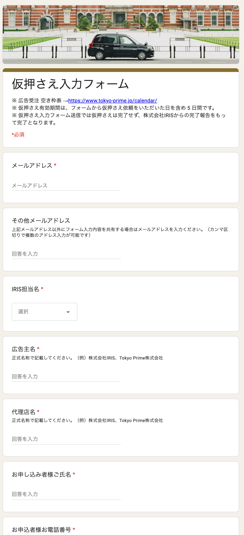 仮押さえ入力フォーム
※ 広告受注 空き枠表 →https://www.tokyo-prime.jp/calendar/
※ 仮押さえ有効期間は、フォームから仮押さえ依頼をいただいた日を含め５日間です。
※ 仮押さえ入力フォーム送信では仮押さえは完了せず、株式会社IRISからの完了報告をもっ
て完了となります。
*必須
メールアドレス *
メールアドレス
その他メールアドレス
上記メールアドレス以外にフォーム入力内容を共有する場合はメールアドレスを入力ください。（カンマ区
切りで複数のアドレス入力が可能です）
回答を入力
IRIS担当名 *
選択
広告主名 *
正式名称で記載してください。（例）株式会社IRIS、Tokyo Prime株式会社
回答を入力
代理店名 *
正式名称で記載してください。（例）株式会社IRIS、Tokyo Prime株式会社
回答を入力
お申し込み者様ご氏名 *
回答を入力
お申込者様お電話番号 *